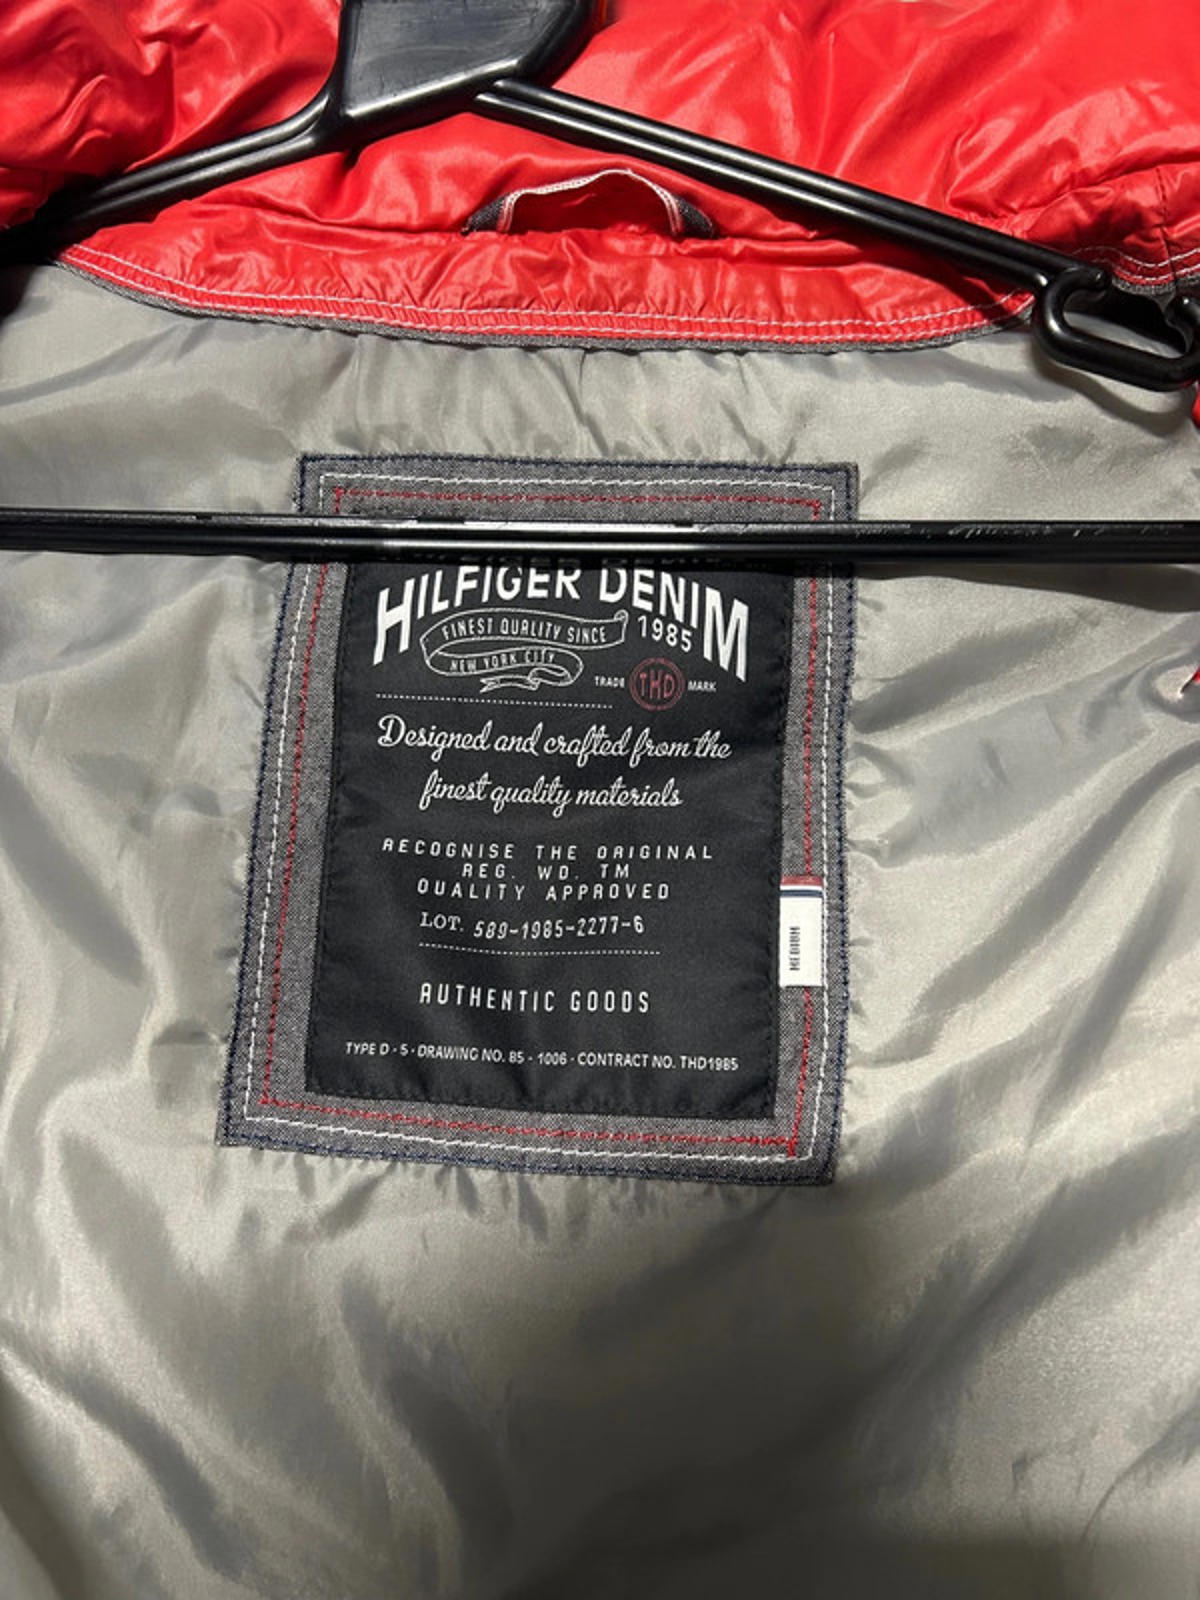 HILFIGER DENIM
FINEST QUALITY SINCE 1985
NEW YORK CITY
TRADE THD MARK
Designed and crafted from the
finest quality materials
RECOGNISE THE ORIGINAL
REG. WD. TM
QUALITY APPROVED
LOT. 589-1985-2277-6
MEDIUM
AUTHENTIC GOODS
TYPE D - 5 - DRAWING NO. 85 - 1006 - CONTRACT NO. THD1985